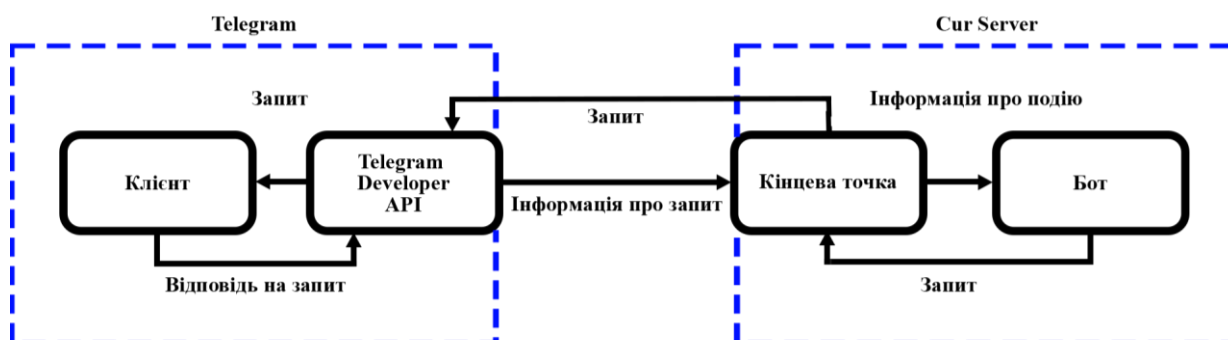 Telegram
Cur Server
Запит
Запит
Інформація про подію
Клієнт
Telegram
Developer
API
Інформація про запит
Кінцева точка
Бот
Відповідь на запит
Запит